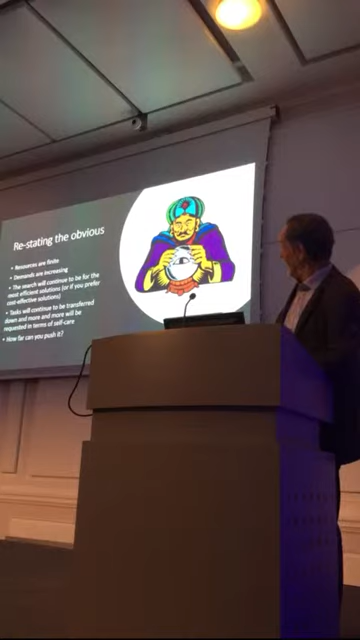 Re-stating the obvious
• Resources are finite
• Demands are increasing
• The search will continue to be for the
most efficient solutions (or if you prefer
cost-effective solutions)
• Tasks will continue to be transferred
down and more and more will be
requested in terms of self-care
• How far can you push it?